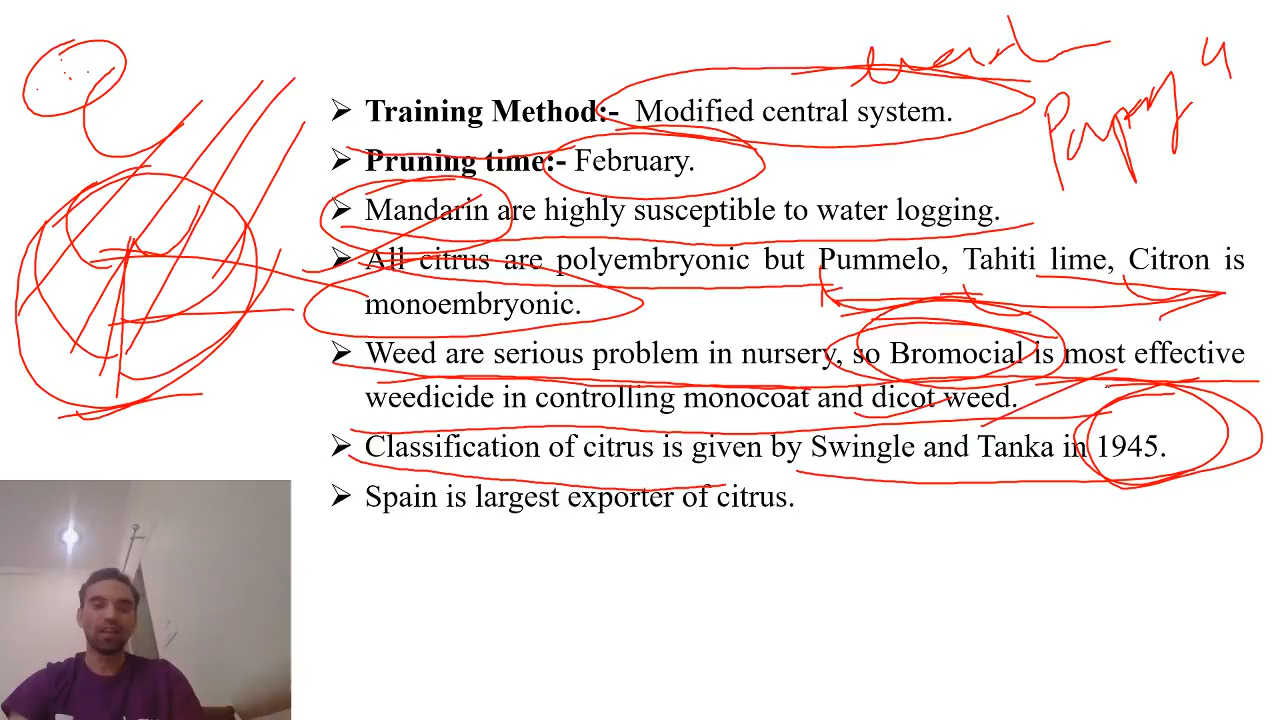 ➢ Training Method:- Modified central system.
➢ Pruning time:- February.
➢ Mandarin are highly susceptible to water logging.
➢ All citrus are polyembryonic but Pummelo, Tahiti lime, Citron is
monoembryonic.
➢ Weed are serious problem in nursery, so Bromocial is most effective
weedicide in controlling monocoat and dicot weed.
➢ Classification of citrus is given by Swingle and Tanka in 1945.
➢ Spain is largest exporter of citrus.